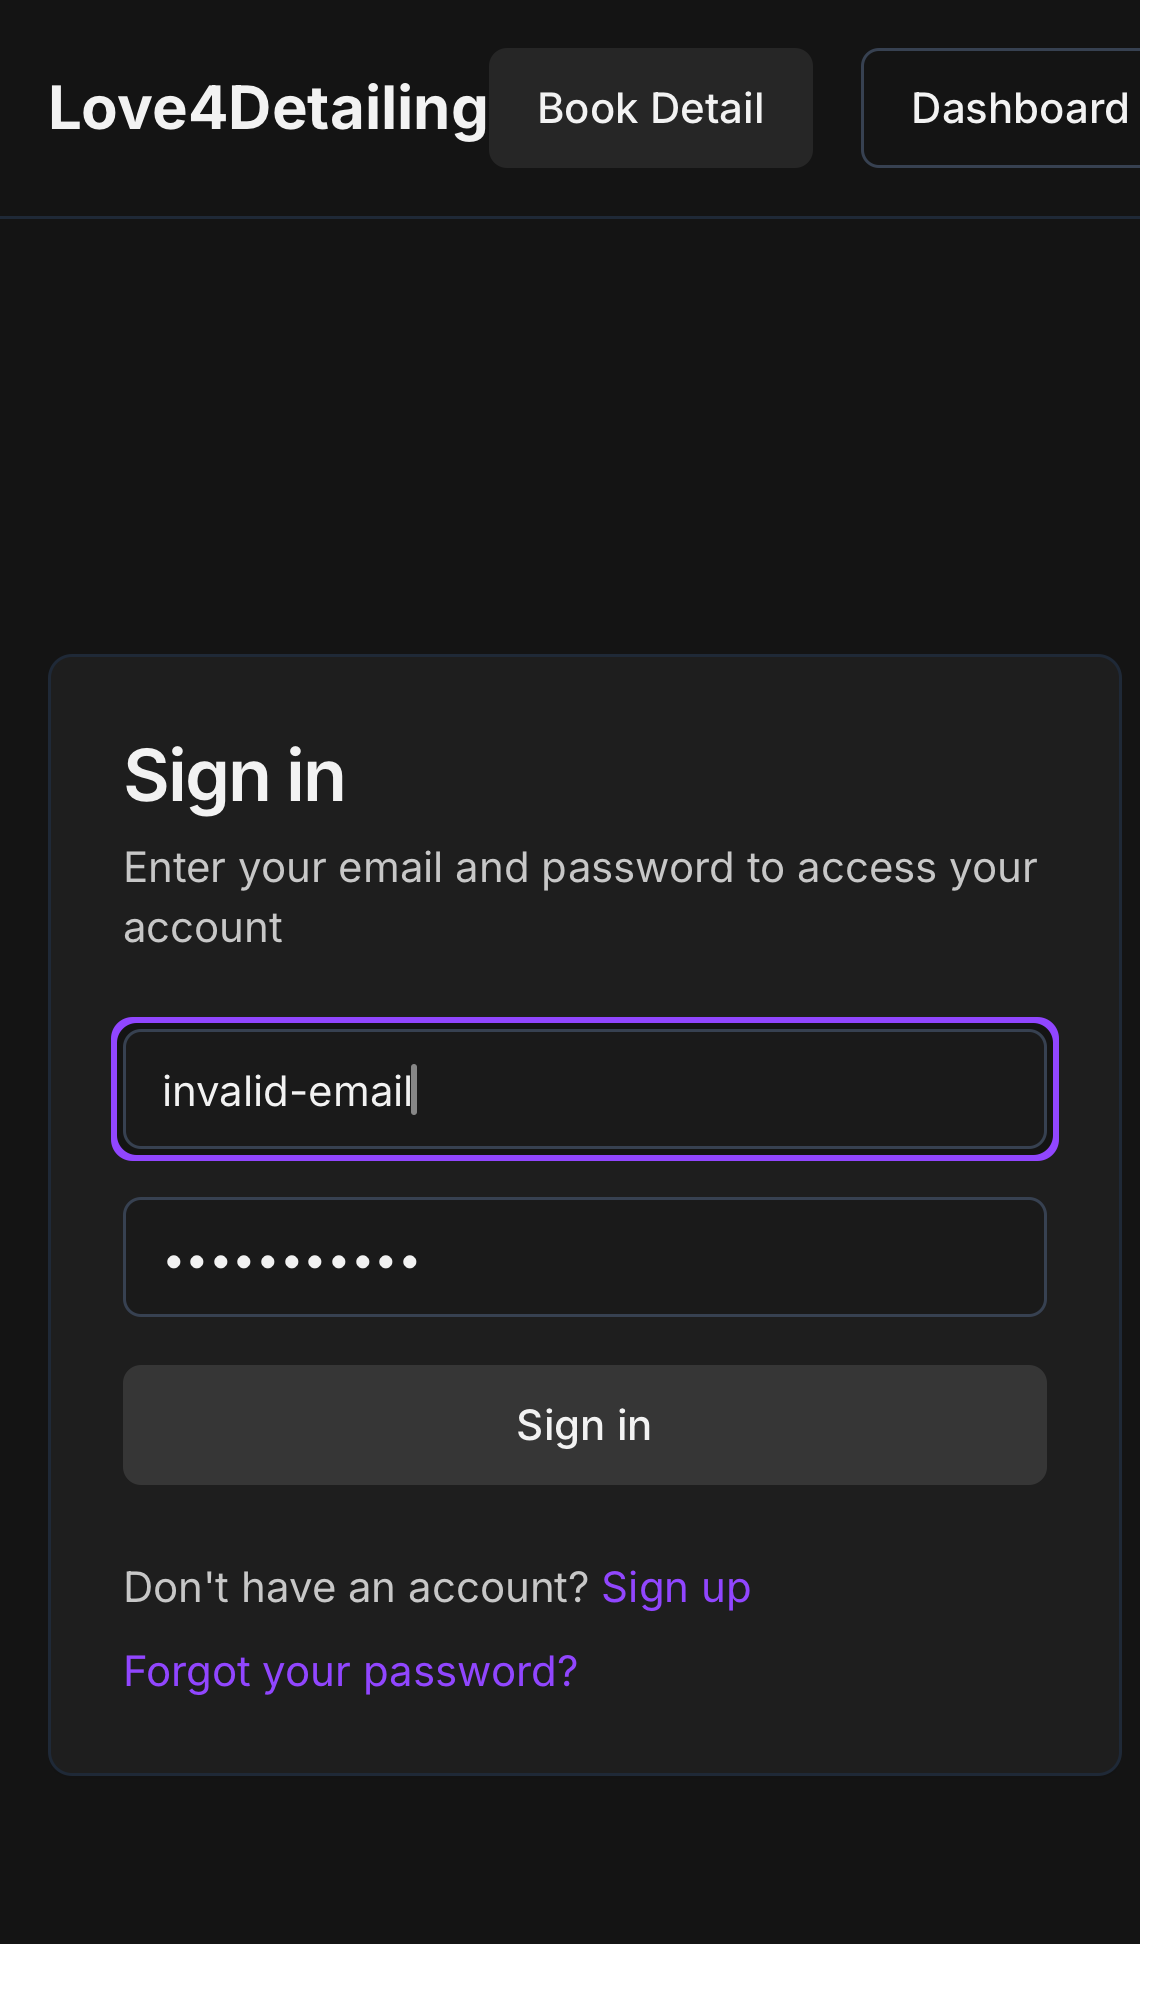 Love4Detailing
Book Detail
Dashboard
Sign in
Enter your email and password to access your
account
invalid-email
•••••••••••
Sign in
Don't have an account? Sign up
Forgot your password?